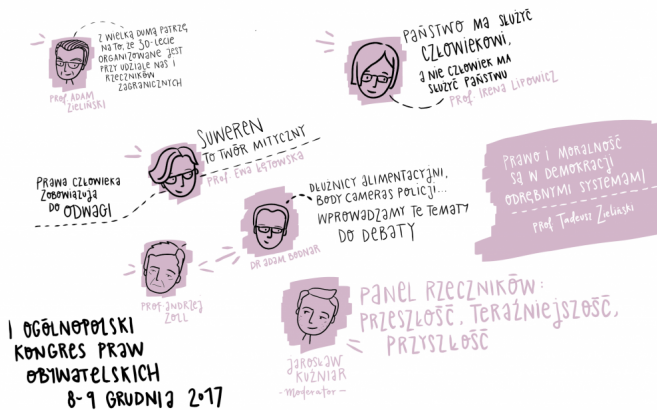 Z WIELKĄ DUMĄ PATRZĘ
NA TO, ŻE 30-LECIE
ORGANIZOWANE JEST
PRZY UDZIALE NAS I
RZECZNIKÓW
ZAGRANICZNYCH
PROF. ADAM
ZIELIŃSKI
PAŃSTWO MA SŁUŻYĆ
CZŁOWIEKOWI,
A NIE CZŁOWIEK MA
SŁUŻYĆ PAŃSTWU
PROF. IRENA LIPOWICZ
SUWEREN
TO TWÓR MITYCZNY
PROF. EWA ŁĘTOWSKA
PRAWA CZŁOWIEKA
ZOBOWIĄZUJĄ
DO ODWAGI
DŁUŻNICY ALIMENTACYJNI,
BODY CAMERAS POLICJI...
WPROWADZAMY TE TEMATY
DO DEBATY
DR ADAM BODNAR
PRAWO I MORALNOŚĆ
SĄ W DEMOKRACJI
ODRĘBNYMI SYSTEMAMI
PROF. TADEUSZ ZIELIŃSKI
PROF. ANDRZEJ
ZOLL
PANEL RZECZNIKÓW:
PRZESZŁOŚĆ, TERAŹNIEJSZOŚĆ,
PRZYSZŁOŚĆ
JAROSŁAW
KUŹNIAR
- moderator -
I OGÓLNOPOLSKI
KONGRES PRAW
OBYWATELSKICH
8-9 GRUDNIA 2017